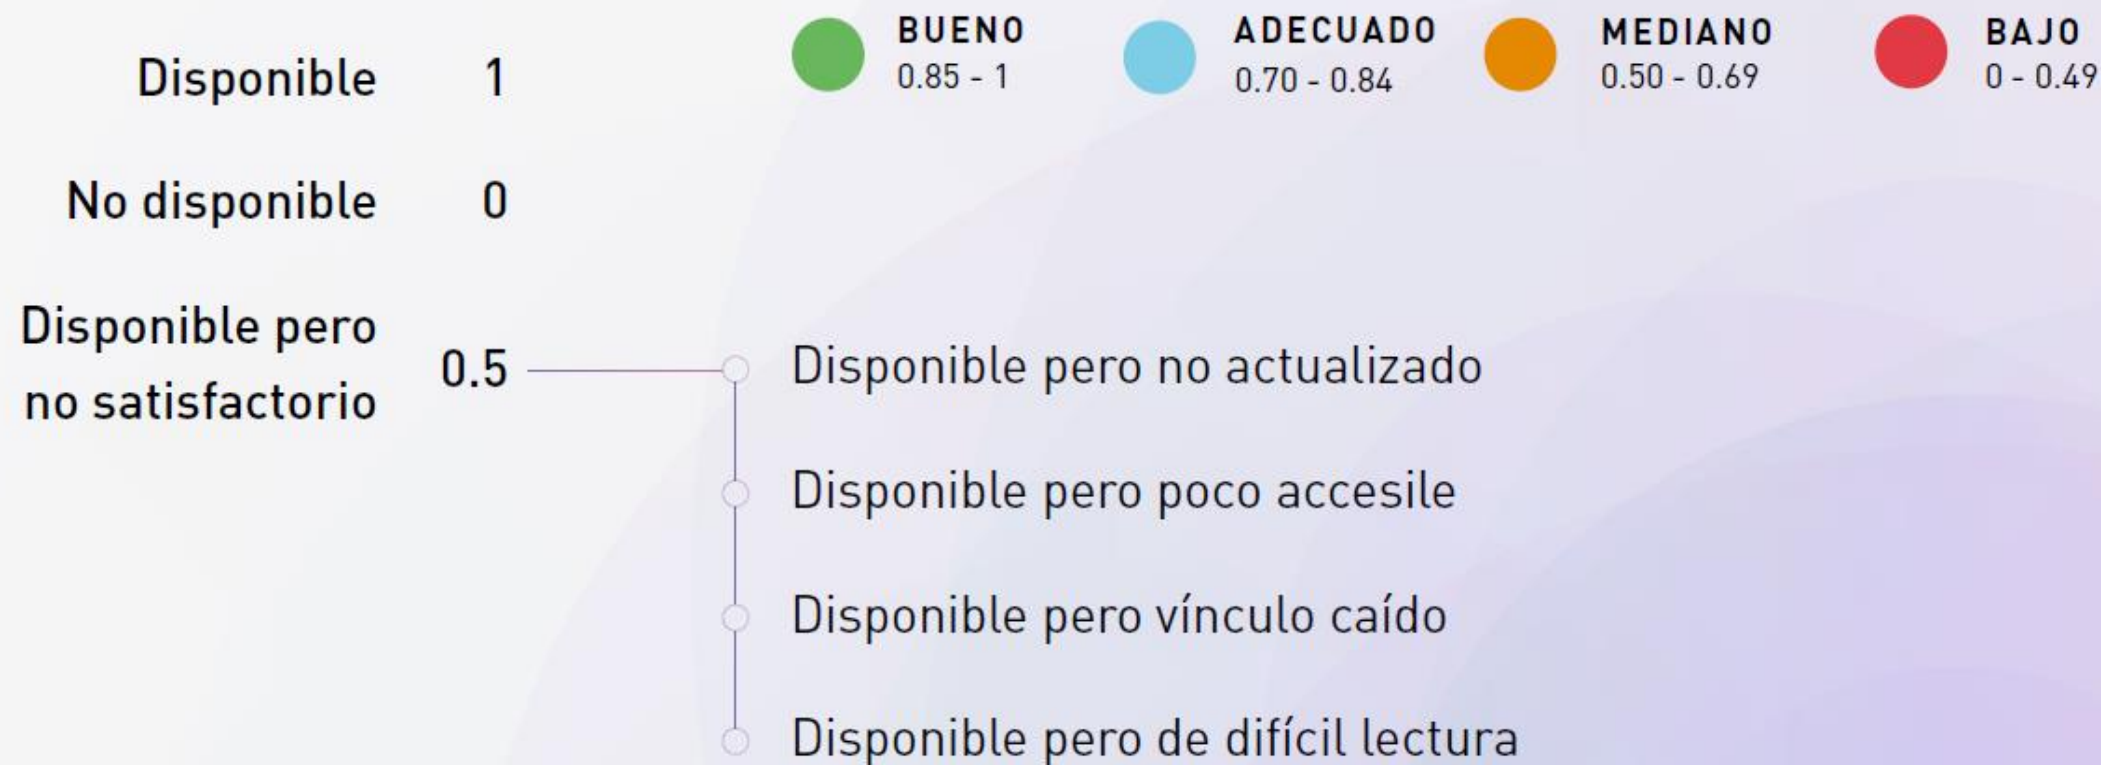 BUENO
0.85 - 1
ADECUADO
0.70 - 0.84
MEDIANO
0.50 - 0.69
BAJO
0 - 0.49
Disponible 1
No disponible 0
Disponible pero
no satisfactorio
0.5
Disponible pero no actualizado
Disponible pero poco accesile
Disponible pero vínculo caído
Disponible pero de difícil lectura